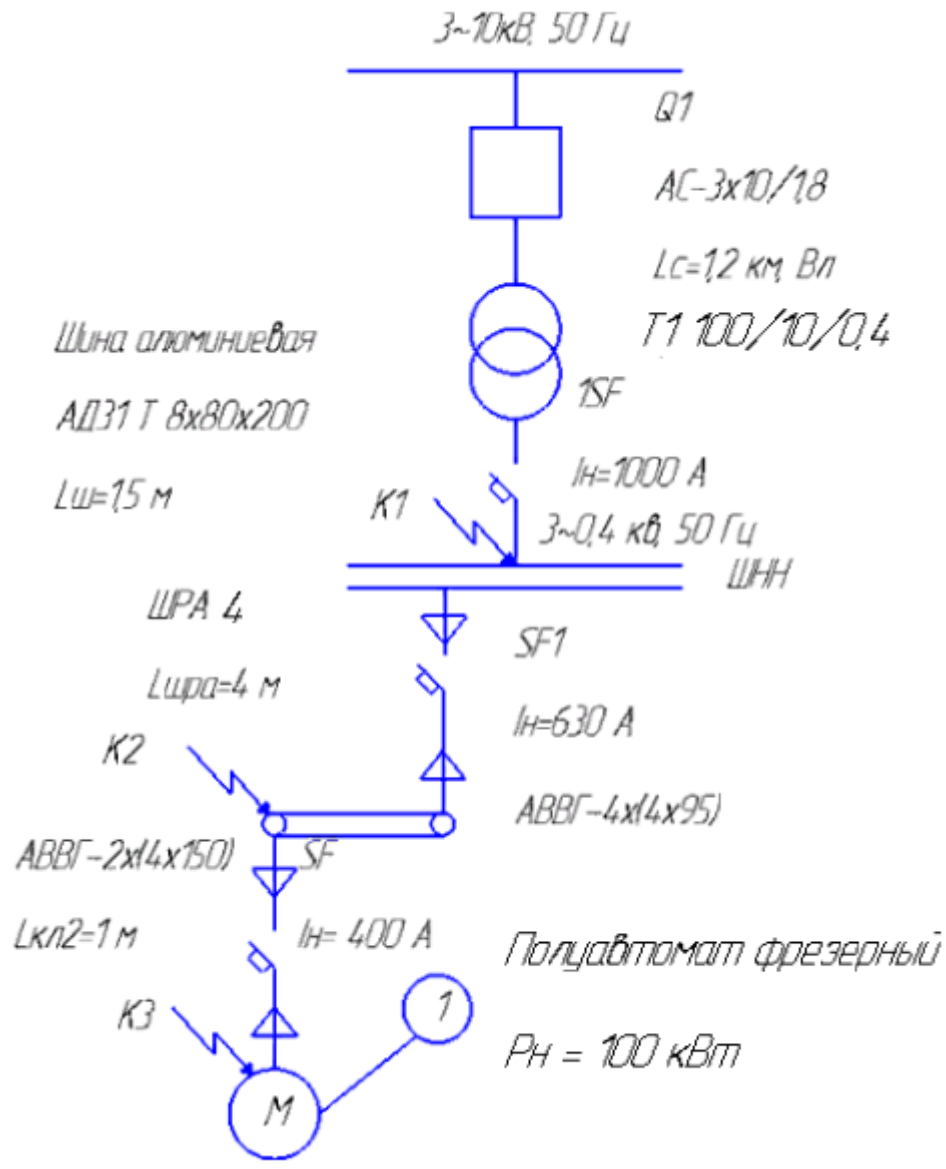 3~10кВ, 50 Гц
Q1
АС-3х10/1,8
Lс=1,2 км, Вл
Т1 100/10/0,4
Шина алюминиевая
АД31 Т 8х80х200
Lш=1,5 м
1SF
Iн=1000 А
К1
3~0,4 кВ, 50 Гц
ШНН
ШРА 4
Lшра=4 м
SF1
Iн=630 А
К2
АВВГ-4х(4х95)
АВВГ-2х(4х150)
SF
Lкл2=1 м
Iн= 400 А
Полуавтомат фрезерный
К3
1
Рн = 100 кВт
М